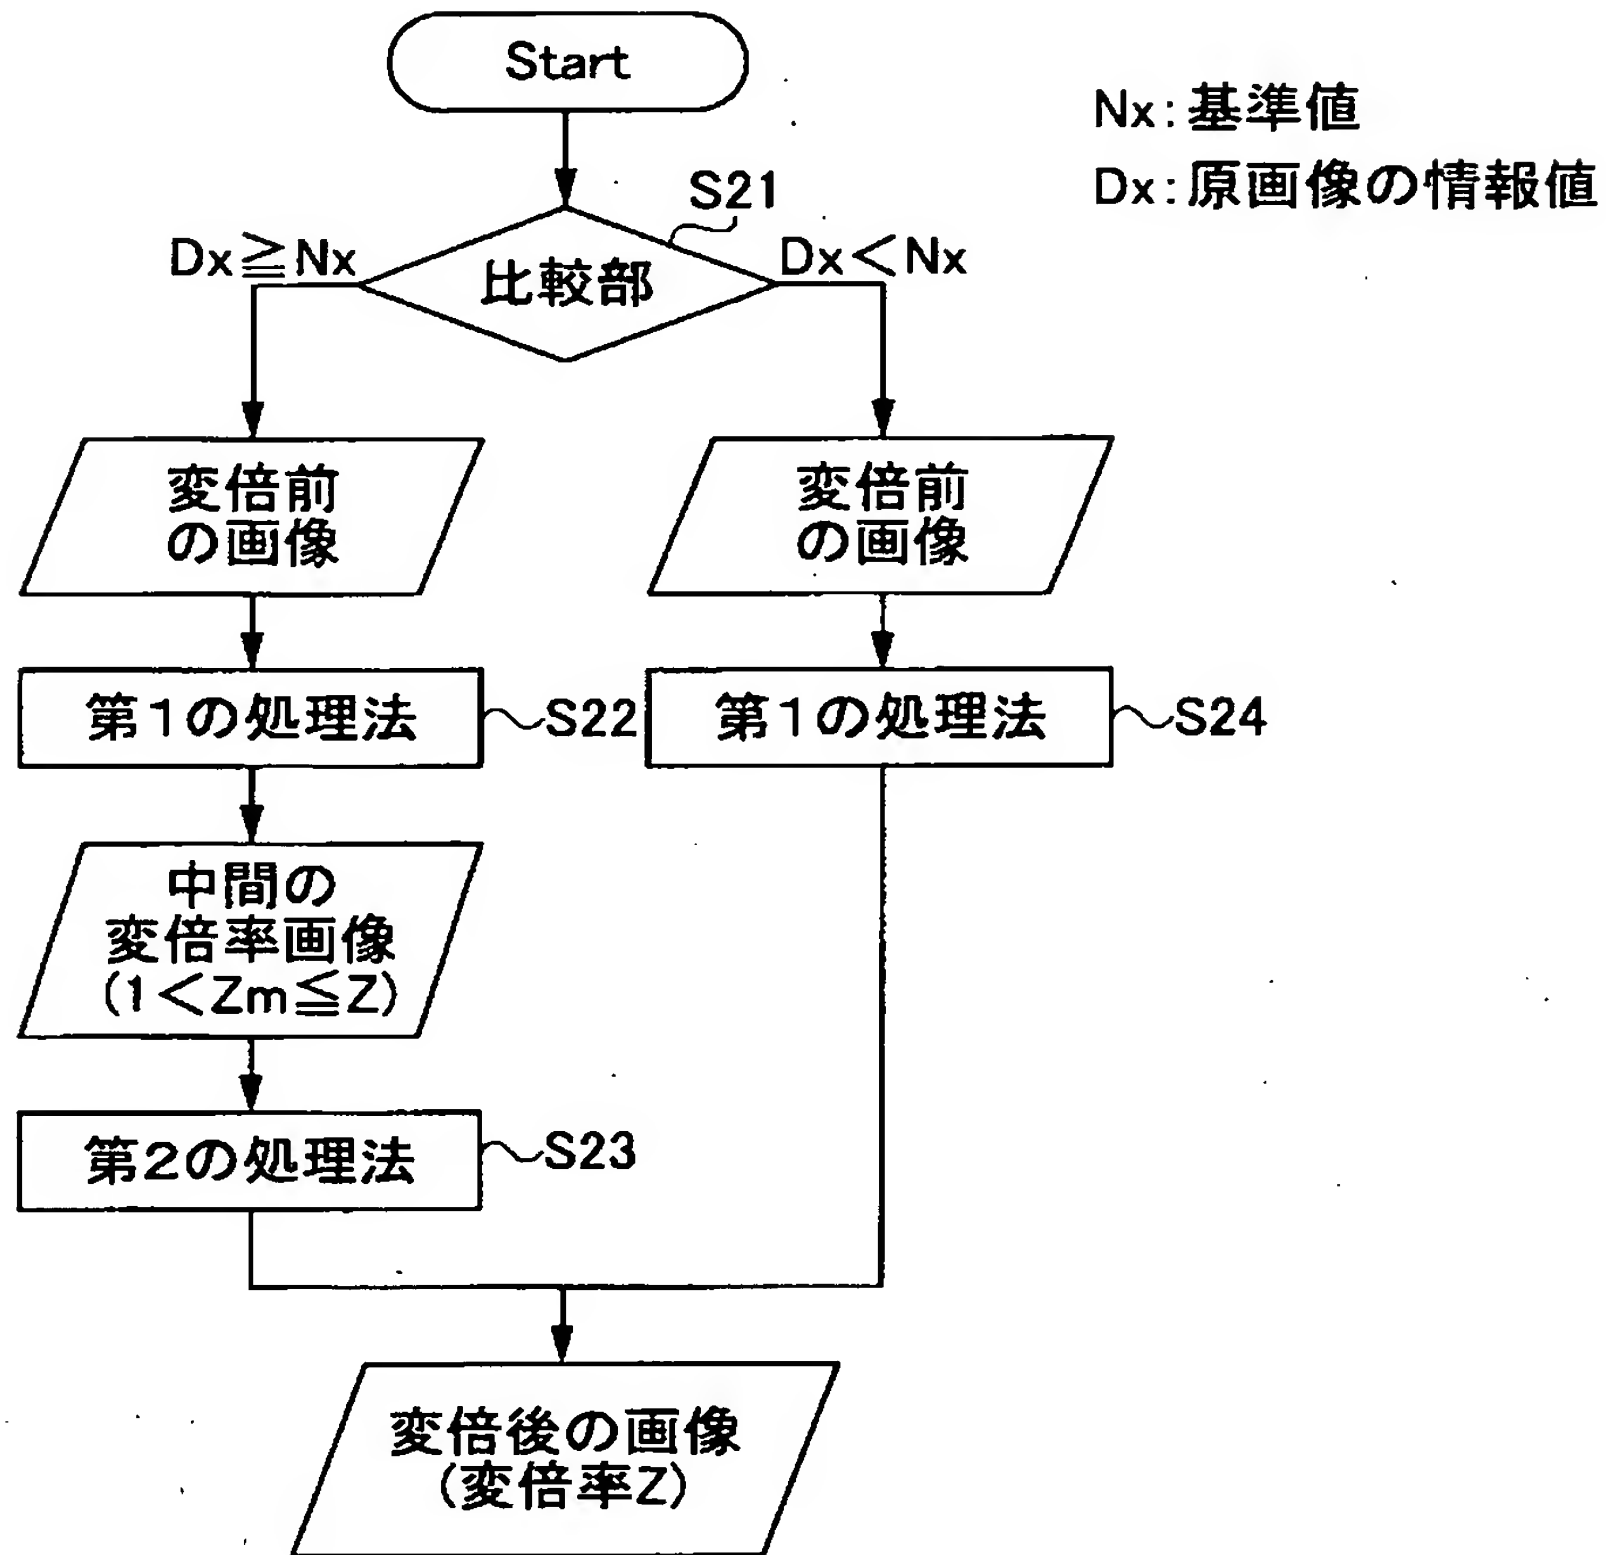 Start
Nx:基準値
Dx:原画像の情報値
S21
Dx≧Nx
Dx<Nx
比較部
変倍前
の画像
変倍前
の画像
第1の処理法
S22
第1の処理法
S24
中間の
変倍率画像
(1<Zm≦Z)
第2の処理法
S23
変倍後の画像
(変倍率Z)